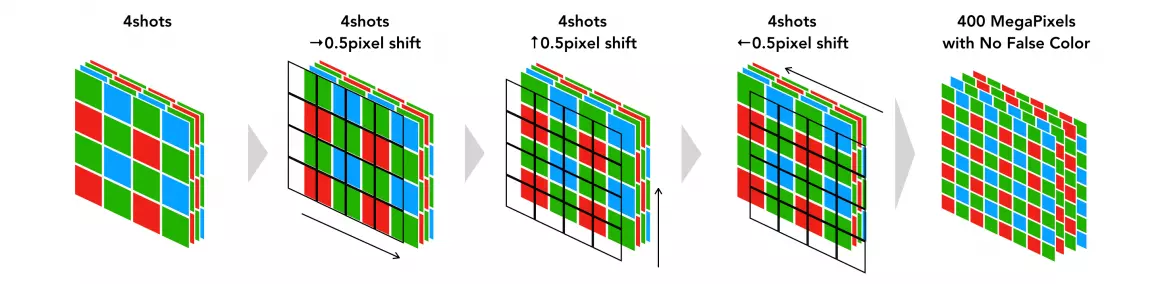 4shots
4shots
→0.5pixel shift
4shots
↑0.5pixel shift
4shots
←0.5pixel shift
400 MegaPixels
with No False Color